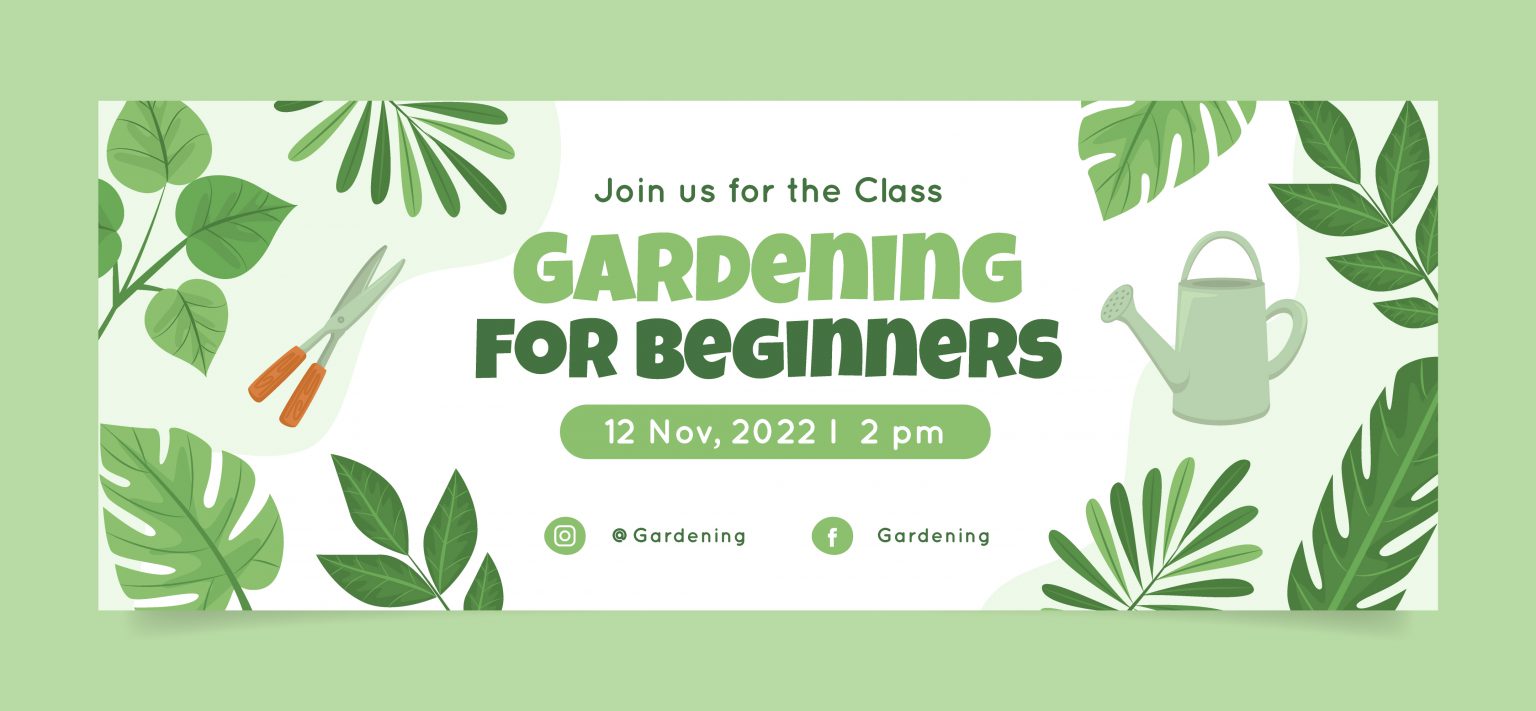 Join us for the Class
GARDENING
FOR BEGINNERS
12 Nov, 2022 | 2 pm
@Gardening Gardening